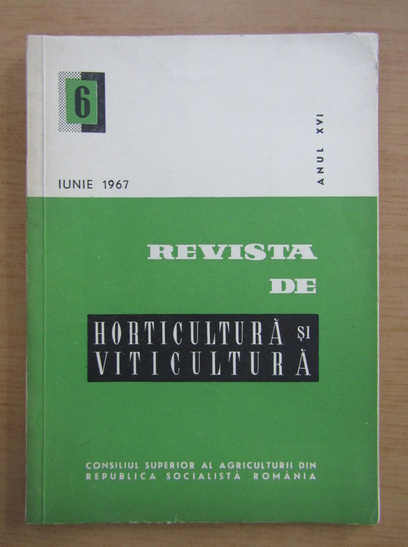 6
IUNIE 1967
ANUL XVI
REVISTA
DE
HORTICULTURĂ ȘI
VITICULTURĂ
CONSILIUL SUPERIOR AL AGRICULTURII DIN
REPUBLICA SOCIALISTĂ ROMÂNIA